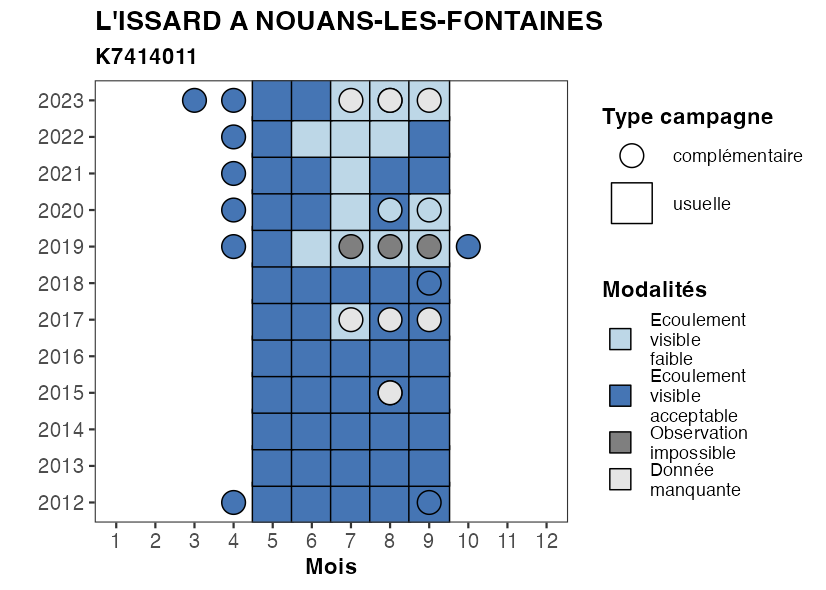 L'ISSARD A NOUANS-LES-FONTAINES
K7414011
2023
2022
2021
2020
2019
2018
2017
2016
2015
2014
2013
2012
1 2 3 4 5 6 7 8 9 10 11 12
Mois
Type campagne
complémentaire
usuelle
Modalités
Ecoulement
visible
faible
Ecoulement
visible
acceptable
Observation
impossible
Donnée
manquante